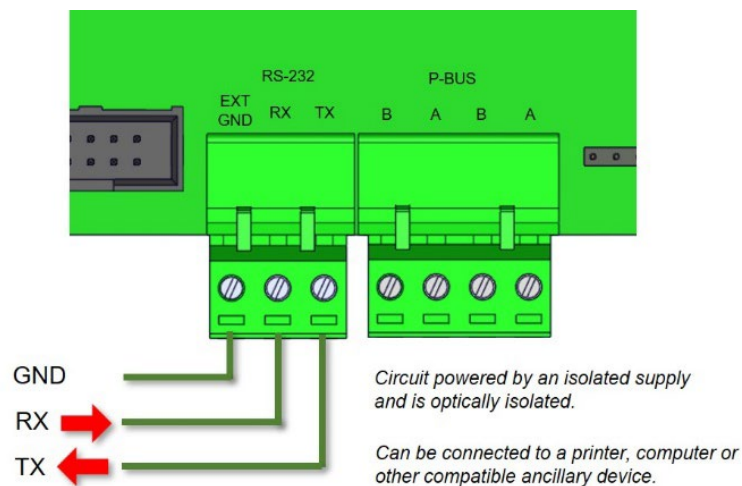 RS-232
P-BUS
EXT
GND
RX
TX
B
A
B
A
GND
RX
TX
Circuit powered by an isolated supply
and is optically isolated.
Can be connected to a printer, computer or
other compatible ancillary device.